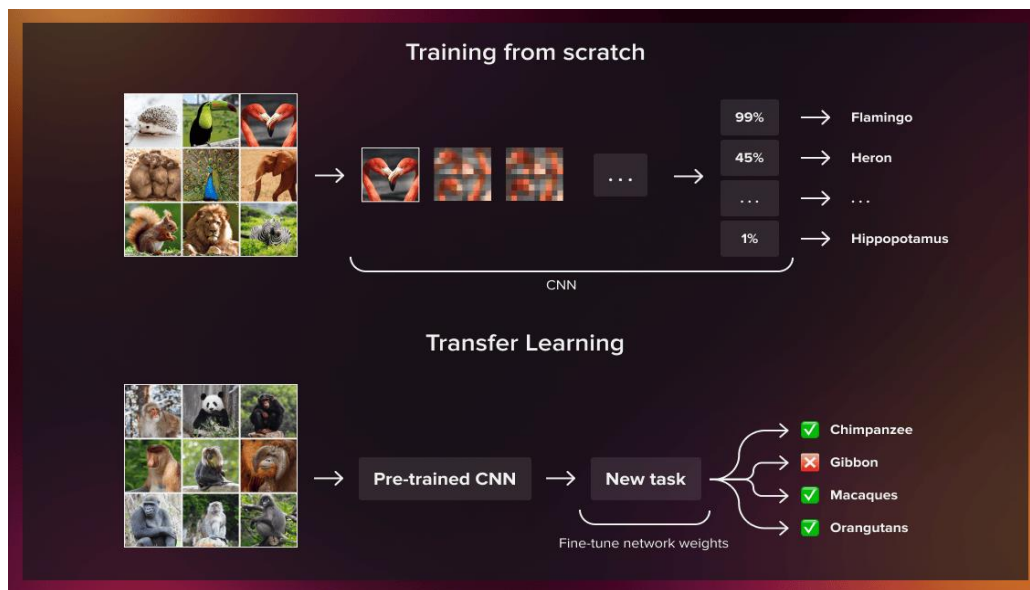 Training from scratch
99%
Flamingo
45%
Heron
...
...
...
1%
Hippopotamus
CNN
Transfer Learning
Chimpanzee
Gibbon
Pre-trained CNN
New task
Macaques
Orangutans
Fine-tune network weights